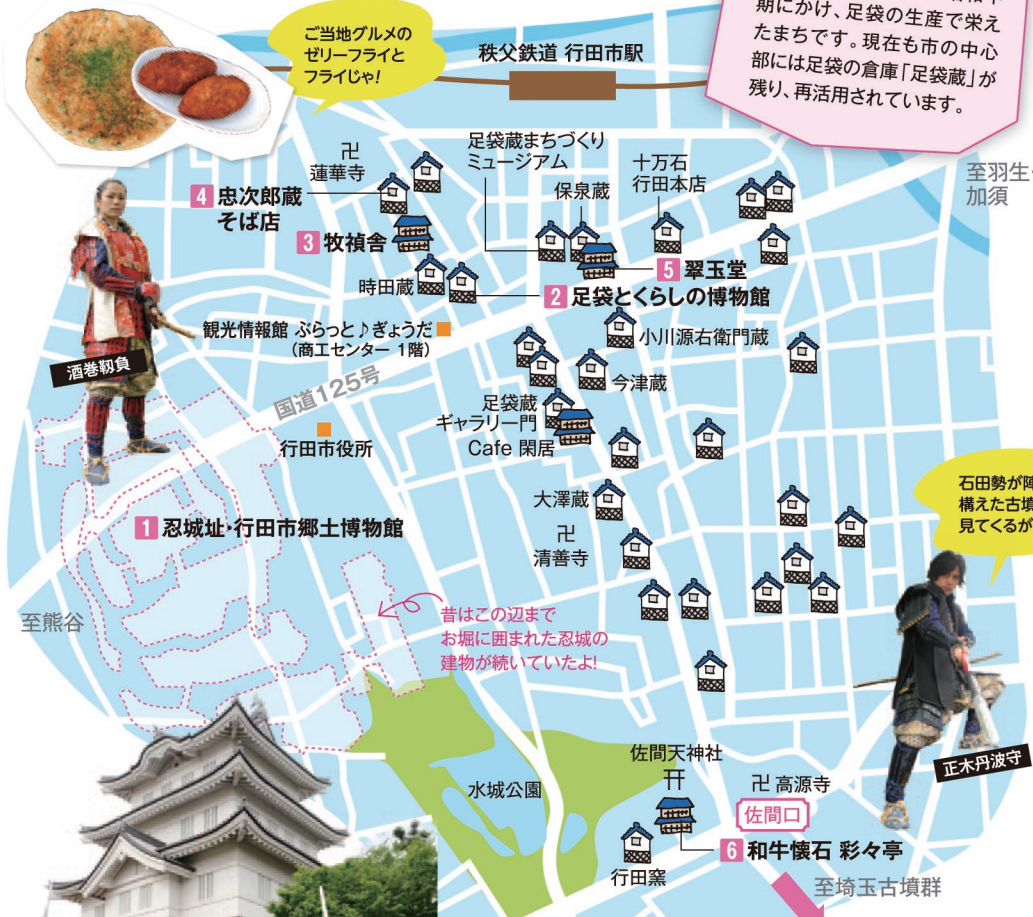 ご当地グルメの
ゼリーフライと
フライじゃ!
秩父鉄道 行田市駅
期にかけ、足袋の生産で栄え
たまちです。現在も市の中心
部には足袋の倉庫「足袋蔵」が
残り、再活用されています。
至羽生・
加須
卍
蓮華寺
足袋蔵まちづくり
ミュージアム
保泉蔵
十万石
行田本店
4 忠次郎蔵
そば店
3 牧禎舎
5 翠玉堂
時田蔵
2 足袋とくらしの博物館
観光情報館 ぶらっと♪ぎょうだ
(商工センター 1階)
小川源右衛門蔵
酒巻靱負
今津蔵
国道125号
足袋蔵
ギャラリー門
Cafe 閑居
行田市役所
大澤蔵
石田勢が陣
構えた古墳
見てくるが
1 忍城址・行田市郷土博物館
卍
清善寺
至熊谷
昔はこの辺まで
お堀に囲まれた忍城の
建物が続いていたよ!
正木丹波守
佐間天神社
卍 高源寺
水城公園
佐間口
6 和牛懐石 彩々亭
行田窯
至埼玉古墳群